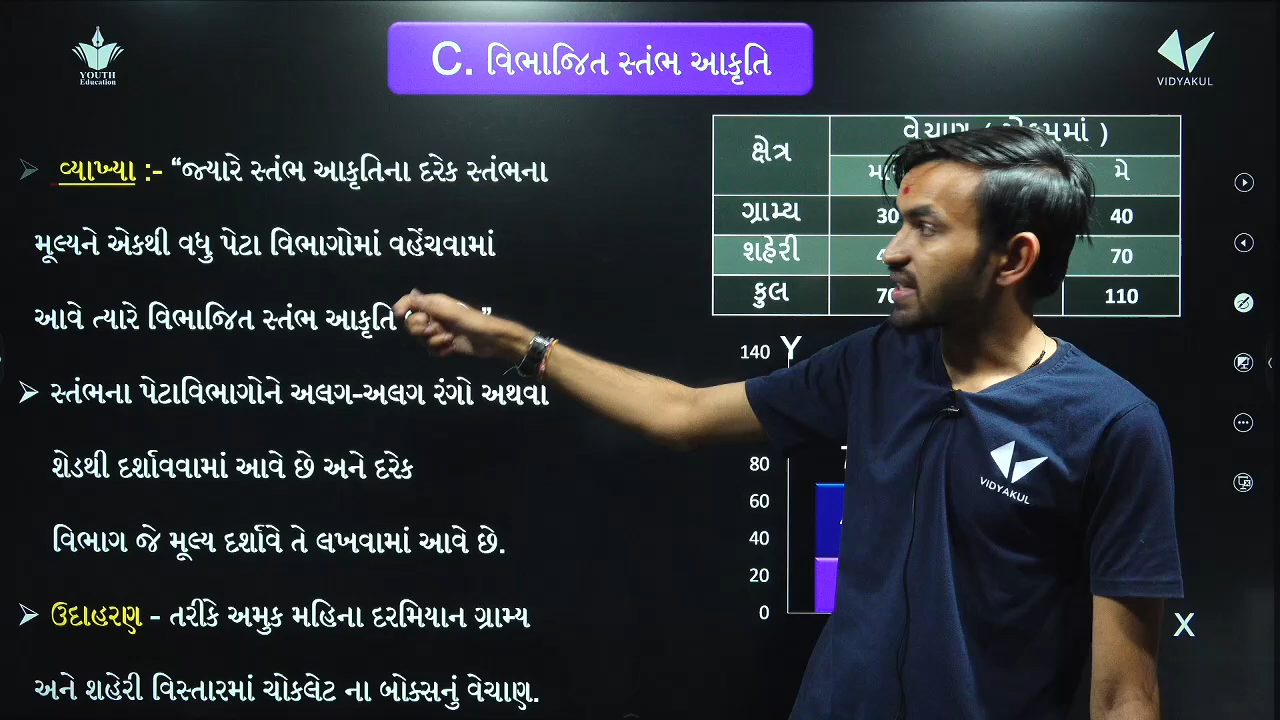 YOUTH
Education
C. વિભાજિત સ્તંભ આકૃતિ
VIDYAKUL
વ્યાખ્યા :- “જ્યારે સ્તંભ આકૃતિના દરેક સ્તંભના
મૂલ્યને એકથી વધુ પેટા વિભાગોમાં વહેંચવામાં
આવે ત્યારે વિભાજિત સ્તંભ આકૃતિ ”
સ્તંભના પેટાવિભાગોને અલગ-અલગ રંગો અથવા
શેડથી દર્શાવવામાં આવે છે અને દરેક
વિભાગ જે મૂલ્ય દર્શાવે તે લખવામાં આવે છે.
ઉદાહરણ - તરીકે અમુક મહિના દરમિયાન ગ્રામ્ય
અને શહેરી વિસ્તારમાં ચોકલેટ ના બોક્સનું વેચાણ.
ક્ષેત્ર વેચાણ ( )
મે
ગ્રામ્ય 30 40
શહેરી 70
કુલ 70 110
140 Y
80
60
40
20
0
X
VIDYAKUL